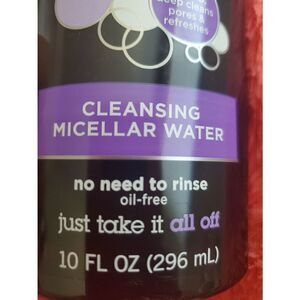 deep cleans
pores &
refreshes
CLEANSING
MICELLAR WATER
no need to rinse
oil-free
just take it all off
10 FL OZ (296 mL)